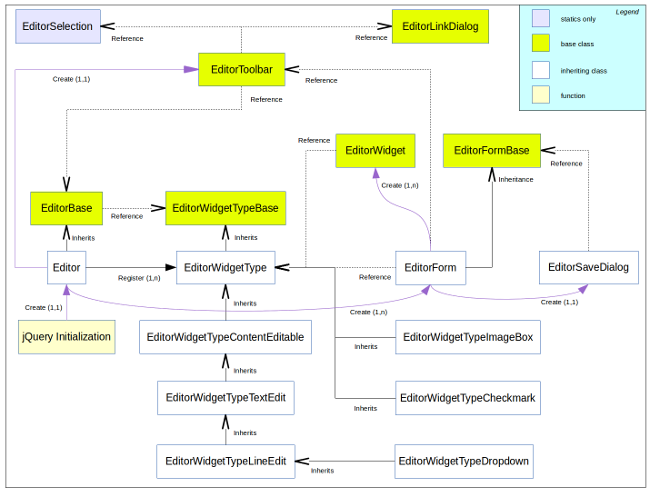 Legend
EditorSelection
EditorLinkDialog
statics only
Reference
Reference
base class
EditorToolbar
Create (1,1)
Reference
inheriting class
Reference
function
Reference
EditorWidget
EditorFormBase
Reference
Inheritance
Create (1,n)
EditorBase
Reference
EditorWidgetTypeBase
Inherits
Inherits
Editor
Register (1,n)
EditorWidgetType
Reference
EditorForm
EditorSaveDialog
Create (1,1)
Inherits
Create (1,n)
Create (1,1)
jQuery Initialization
EditorWidgetTypeContentEditable
EditorWidgetTypeImageBox
Inherits
Inherits
EditorWidgetTypeTextEdit
EditorWidgetTypeCheckmark
Inherits
Inherits
EditorWidgetTypeLineEdit
Inherits
EditorWidgetTypeDropdown